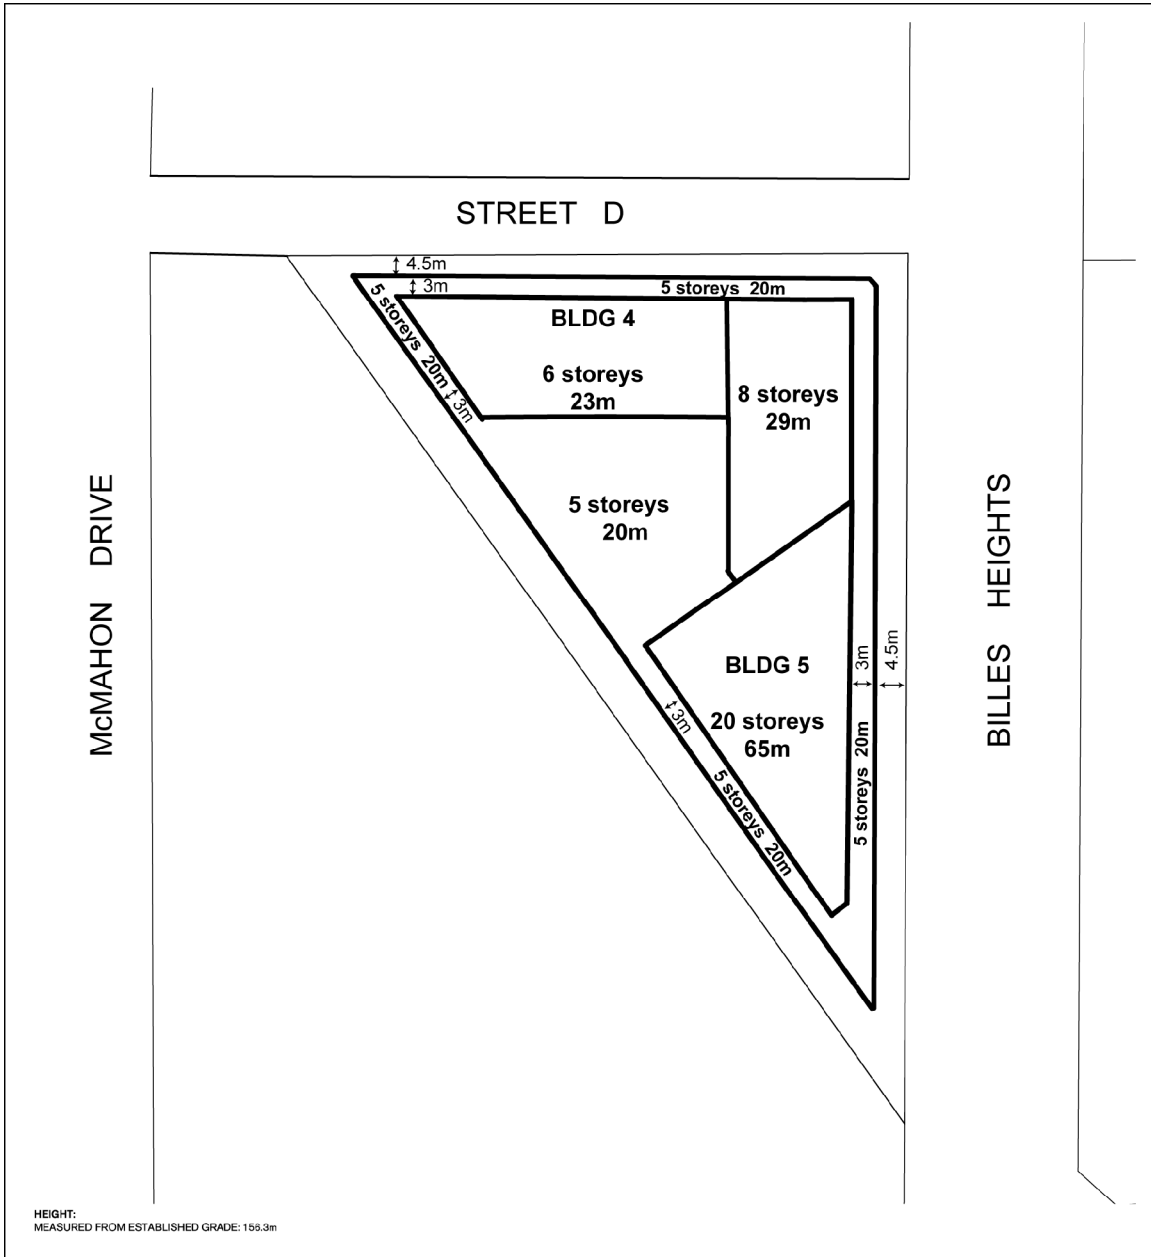 STREET D
4.5m
3m
5 storeys 20m
BLDG 4
5 storeys 20m
3m
6 storeys
23m
8 storeys
29m
5 storeys
20m
McMAHON DRIVE
BILLES HEIGHTS
BLDG 5
3m
4.5m
3m
20 storeys
65m
5 storeys 20m
5 storeys 20m
HEIGHT:
MEASURED FROM ESTABLISHED GRADE: 156.3m